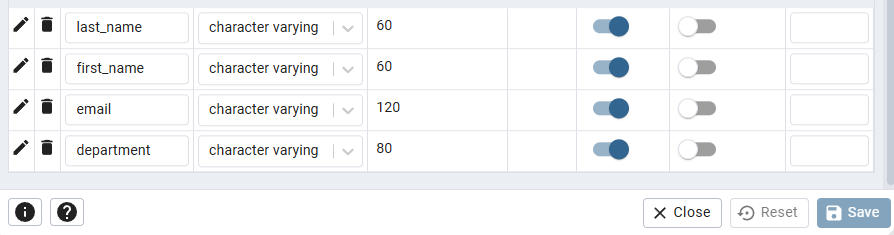 last_name character varying 60
first_name character varying 60
email character varying 120
department character varying 80
Close Reset Save